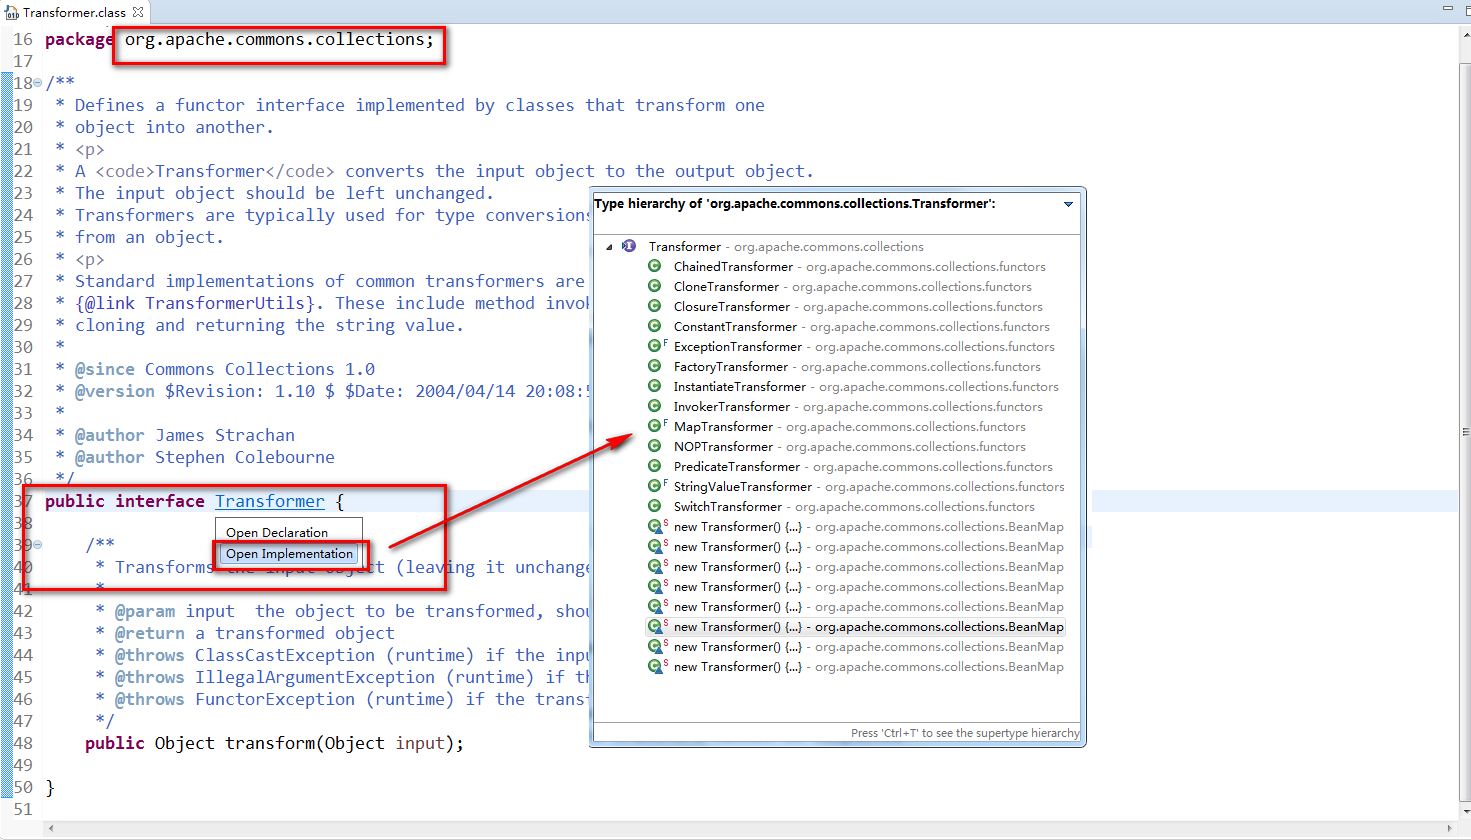 Transformer.class
16 package org.apache.commons.collections;
17
18 /**
19 * Defines a functor interface implemented by classes that transform one
20 * object into another.
21 * <p>
22 * A <code>Transformer</code> converts the input object to the output object.
23 * The input object should be left unchanged.
24 * Transformers are typically used for type conversions
25 * from an object.
26 * <p>
27 * Standard implementations of common transformers are
28 * {@link TransformerUtils}. These include method invok
29 * cloning and returning the string value.
30 *
31 * @since Commons Collections 1.0
32 * @version $Revision: 1.10 $ $Date: 2004/04/14 20:08:5
33 *
34 * @author James Strachan
35 * @author Stephen Colebourne
36 */
37 public interface Transformer {
38
Open Declaration
39 /**
Open Implementation
40 * Transforms the input object (leaving it unchange
41 *
42 * @param input  the object to be transformed, shou
43 * @return a transformed object
44 * @throws ClassCastException (runtime) if the inpu
45 * @throws IllegalArgumentException (runtime) if th
46 * @throws FunctorException (runtime) if the transf
47 */
48 public Object transform(Object input);
49
50 }
51
Type hierarchy of 'org.apache.commons.collections.Transformer':
Transformer - org.apache.commons.collections
ChainedTransformer - org.apache.commons.collections.functors
CloneTransformer - org.apache.commons.collections.functors
ClosureTransformer - org.apache.commons.collections.functors
ConstantTransformer - org.apache.commons.collections.functors
F ExceptionTransformer - org.apache.commons.collections.functors
FactoryTransformer - org.apache.commons.collections.functors
InstantiateTransformer - org.apache.commons.collections.functors
InvokerTransformer - org.apache.commons.collections.functors
F MapTransformer - org.apache.commons.collections.functors
NOPTransformer - org.apache.commons.collections.functors
PredicateTransformer - org.apache.commons.collections.functors
F StringValueTransformer - org.apache.commons.collections.functors
SwitchTransformer - org.apache.commons.collections.functors
S new Transformer() {...} - org.apache.commons.collections.BeanMap
S new Transformer() {...} - org.apache.commons.collections.BeanMap
S new Transformer() {...} - org.apache.commons.collections.BeanMap
S new Transformer() {...} - org.apache.commons.collections.BeanMap
S new Transformer() {...} - org.apache.commons.collections.BeanMap
S new Transformer() {...} - org.apache.commons.collections.BeanMap
S new Transformer() {...} - org.apache.commons.collections.BeanMap
S new Transformer() {...} - org.apache.commons.collections.BeanMap
Press 'Ctrl+T' to see the supertype hierarchy